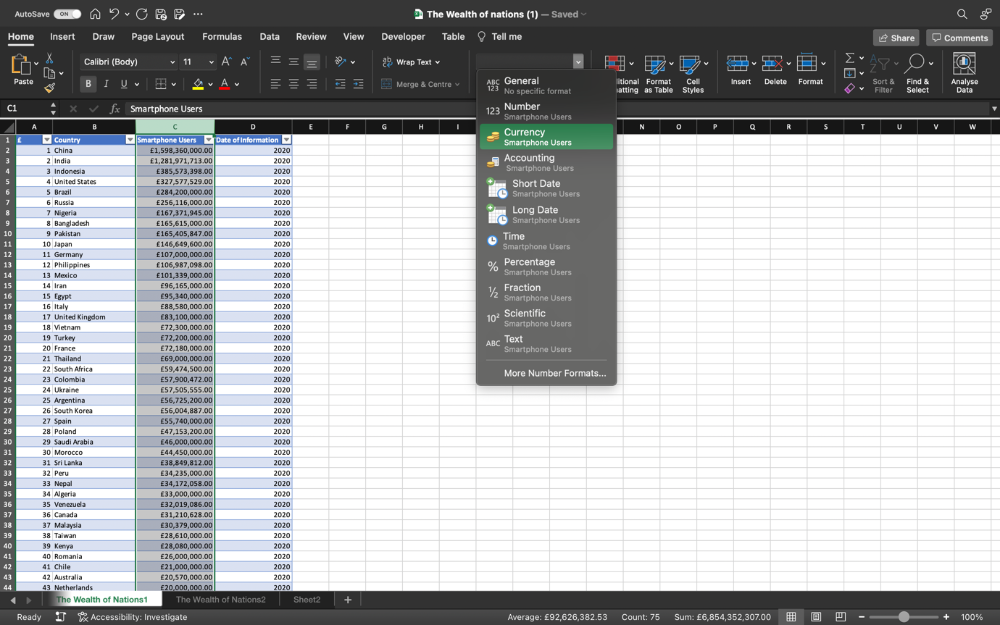 AutoSave ON
The Wealth of nations (1) — Saved
Home Insert Draw Page Layout Formulas Data Review View Developer Table Tell me
Share Comments
Paste
Calibri (Body) 11
B I U
Wrap Text
Merge & Centre
Insert Delete Format
Format as Table
Cell Styles
Sort & Filter
Find & Select
Analyse Data
General
No specific format
Number
Smartphone Users
Currency
Smartphone Users
Accounting
Smartphone Users
Short Date
Smartphone Users
Long Date
Smartphone Users
Time
Smartphone Users
Percentage
Smartphone Users
Fraction
Smartphone Users
Scientific
Smartphone Users
Text
Smartphone Users
More Number Formats...
C1 fx Smartphone Users
A B C D E F G H I N O P Q R S T U V W
1 £ Country Smartphone Users Date of Information
2 1 China £1,598,360,000.00 2020
3 2 India £1,281,971,713.00 2020
4 3 Indonesia £385,573,398.00 2020
5 4 United States £327,577,529.00 2020
6 5 Brazil £284,200,000.00 2020
7 6 Russia £256,116,000.00 2020
8 7 Nigeria £167,371,945.00 2020
9 8 Bangladesh £165,615,000.00 2020
10 9 Pakistan £165,405,847.00 2020
11 10 Japan £146,649,600.00 2020
12 11 Germany £107,000,000.00 2020
13 12 Philippines £106,987,098.00 2020
14 13 Mexico £101,339,000.00 2020
15 14 Iran £96,165,000.00 2020
16 15 Egypt £95,340,000.00 2020
17 16 Italy £88,580,000.00 2020
18 17 United Kingdom £83,100,000.00 2020
19 18 Vietnam £72,300,000.00 2020
20 19 Turkey £72,200,000.00 2020
21 20 France £72,180,000.00 2020
22 21 Thailand £69,000,000.00 2020
23 22 South Africa £59,474,500.00 2020
24 23 Colombia £57,900,472.00 2020
25 24 Ukraine £57,505,555.00 2020
26 25 Argentina £56,725,200.00 2020
27 26 South Korea £56,004,887.00 2020
28 27 Spain £55,740,000.00 2020
29 28 Poland £47,153,200.00 2020
30 29 Saudi Arabia £46,000,000.00 2020
31 30 Morocco £44,450,000.00 2020
32 31 Sri Lanka £38,849,812.00 2020
33 32 Peru £34,235,000.00 2020
34 33 Nepal £34,172,058.00 2020
35 34 Algeria £33,000,000.00 2020
36 35 Venezuela £32,019,086.00 2020
37 36 Canada £31,210,628.00 2020
38 37 Malaysia £30,379,000.00 2020
39 38 Taiwan £28,610,000.00 2020
40 39 Kenya £28,080,000.00 2020
41 40 Romania £26,000,000.00 2020
42 41 Chile £21,000,000.00 2020
43 42 Australia £20,570,000.00 2020
44 43 Netherlands £20,000,000.00 2020
The Wealth of Nations1 The Wealth of Nations2 Sheet2
Ready Accessibility: Investigate Average: £92,626,382.53 Count: 75 Sum: £6,854,352,307.00 100%